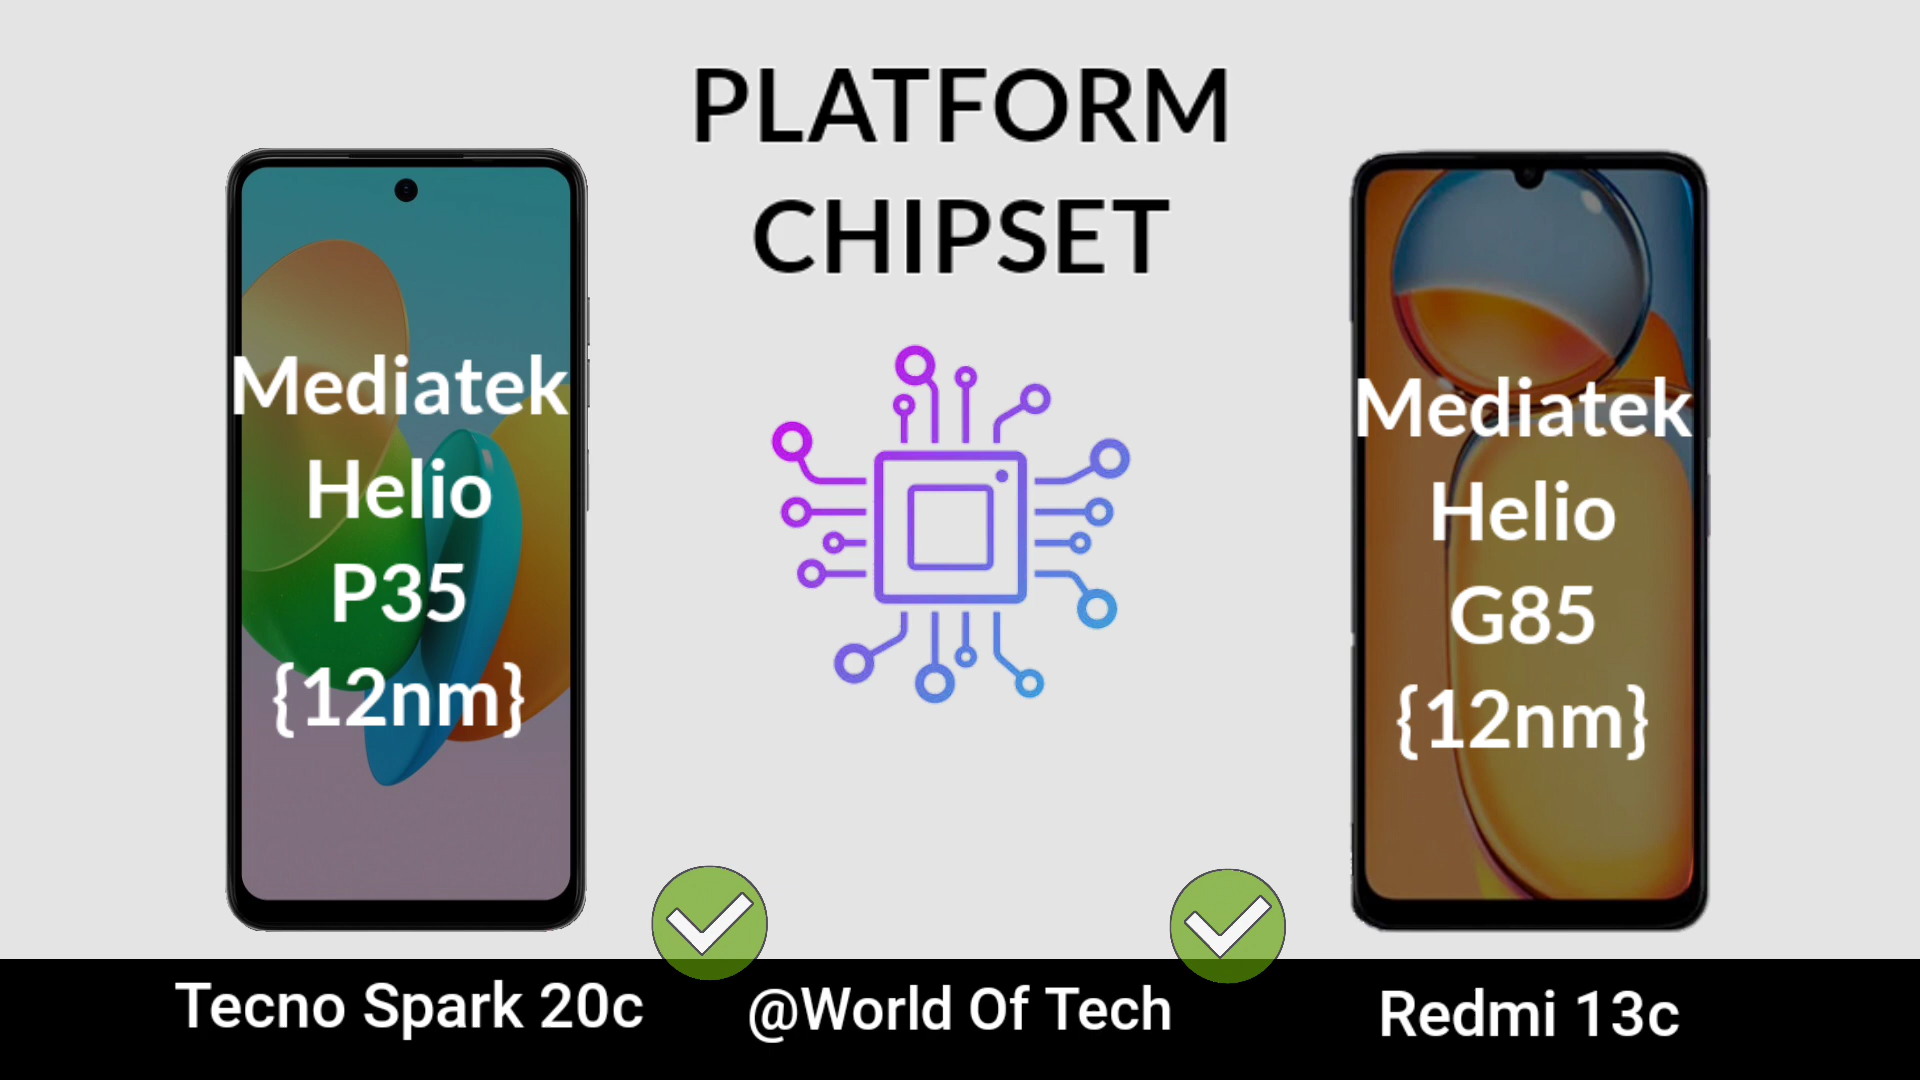 PLATFORM
CHIPSET
Mediatek
Helio
P35
{12nm}
Mediatek
Helio
G85
{12nm}
Tecno Spark 20c
@World Of Tech
Redmi 13c